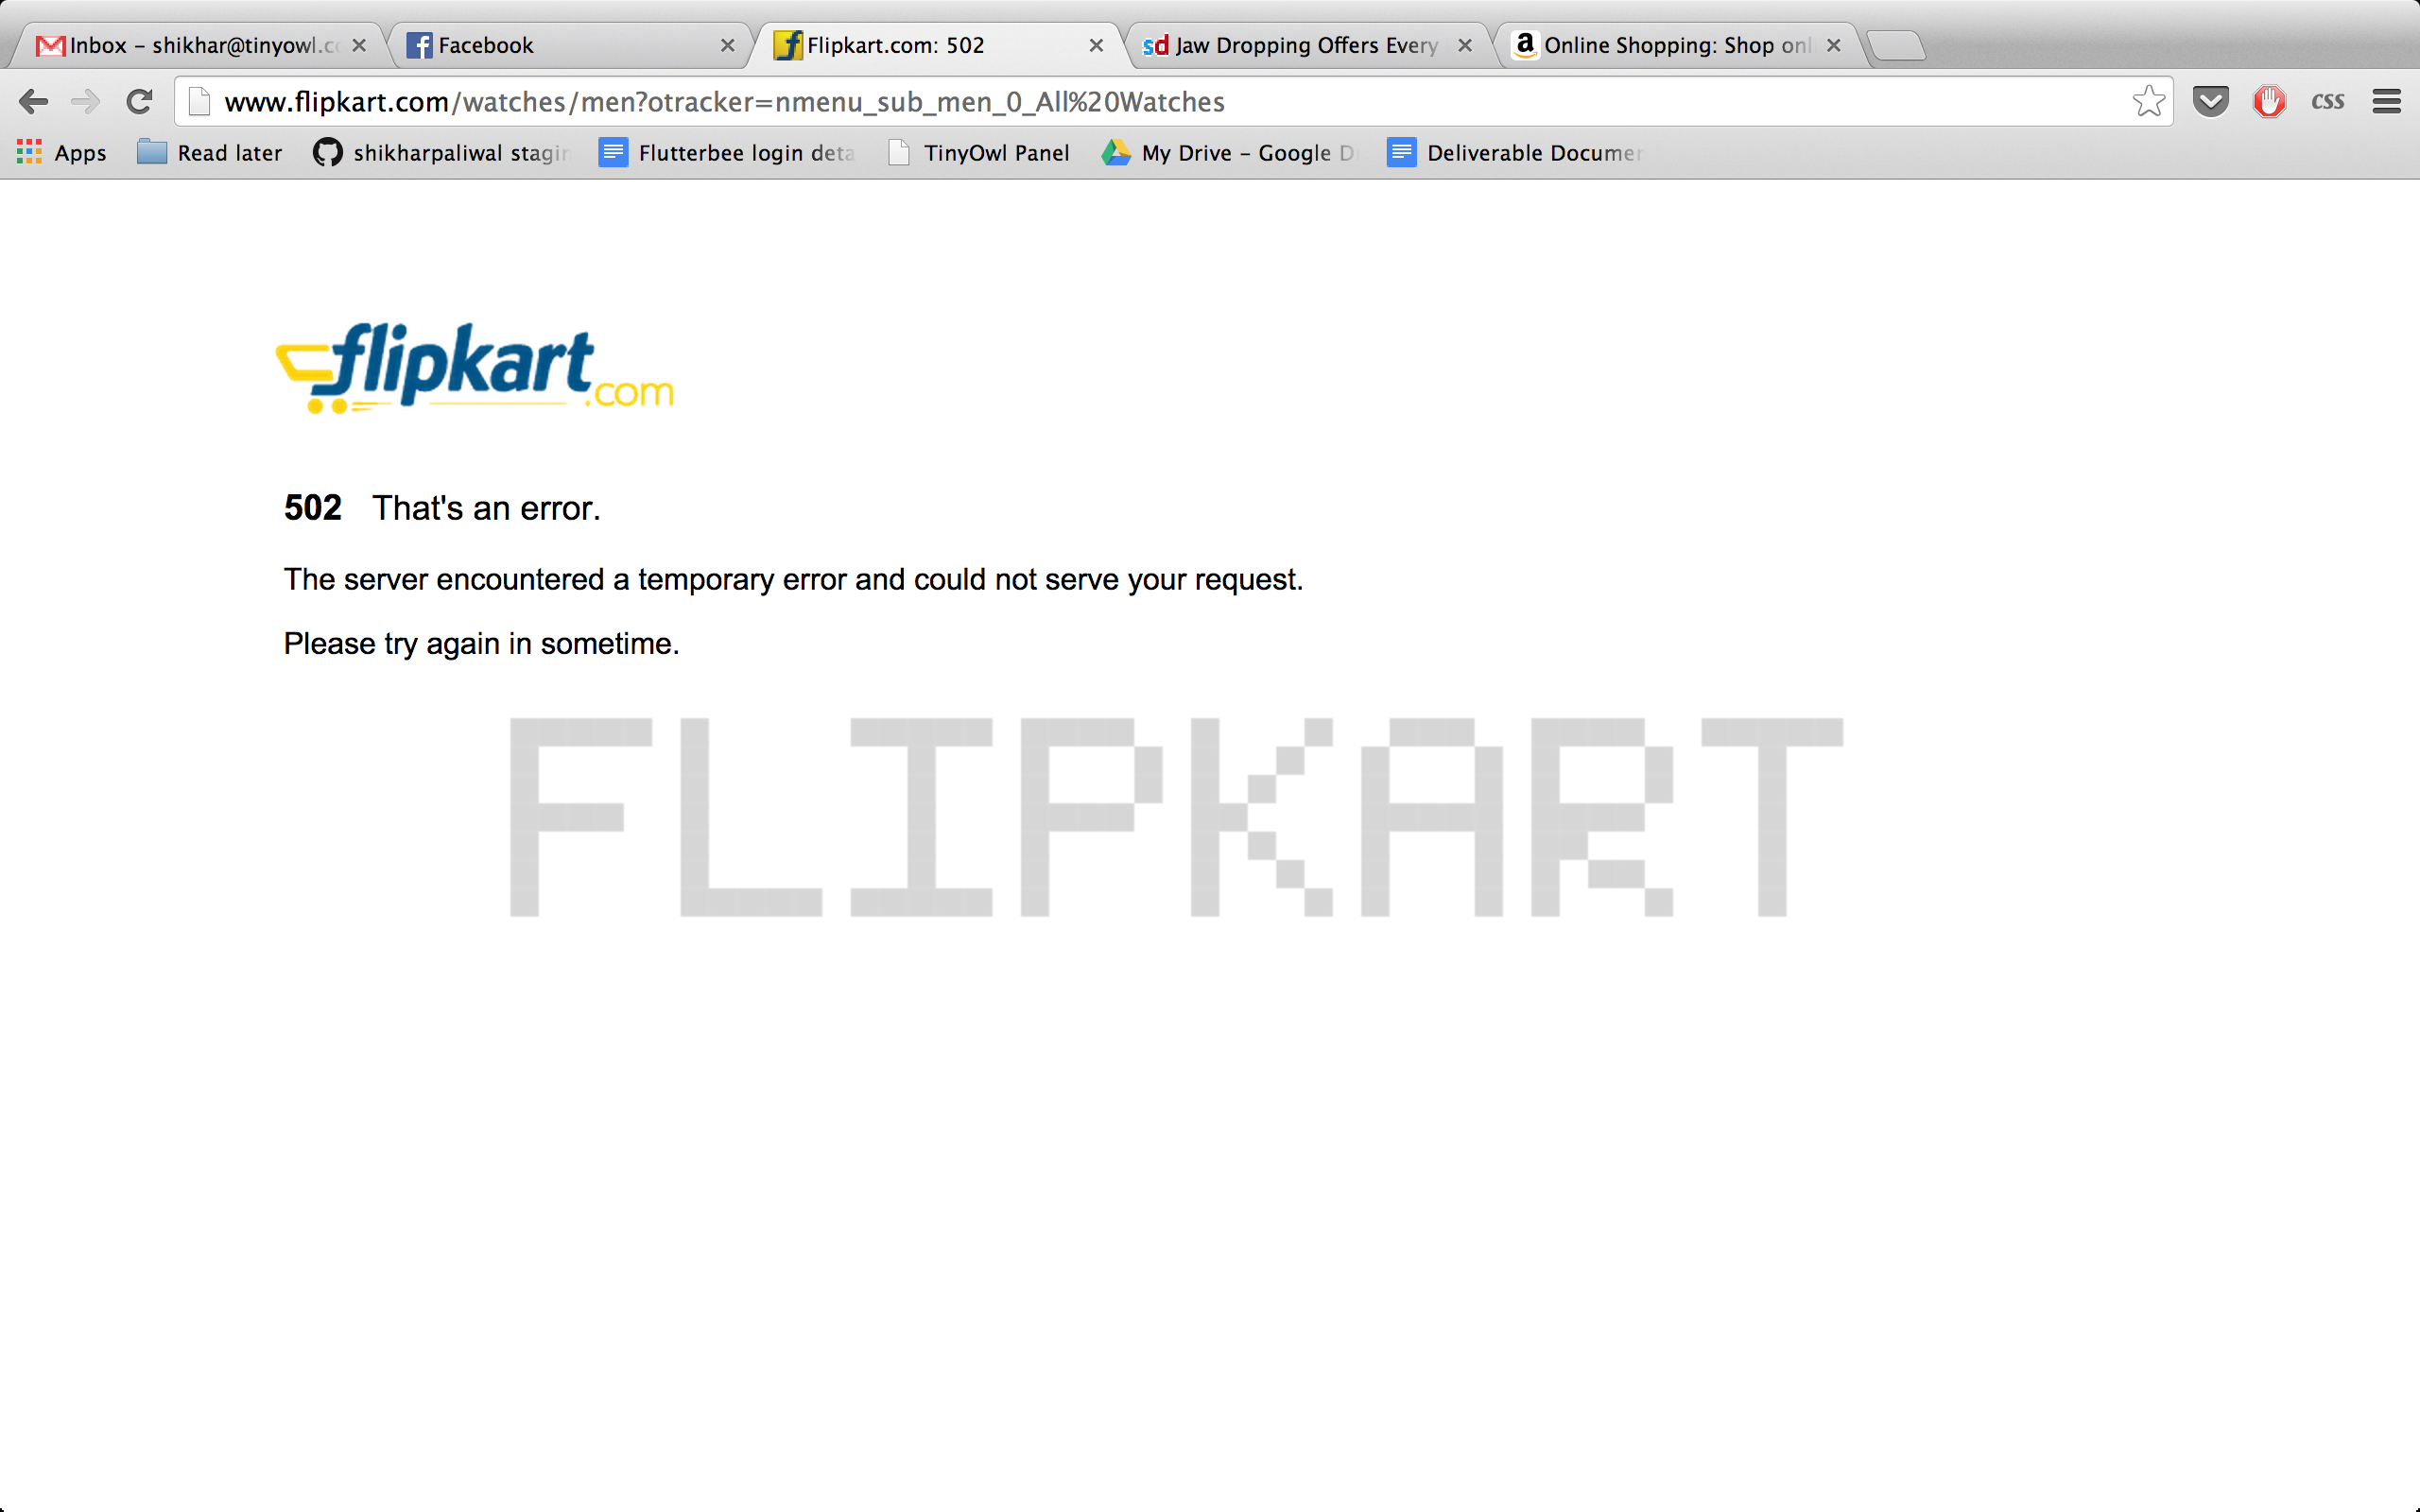 Inbox – shikhar@tinyowl.c
Facebook
Flipkart.com: 502
sd Jaw Dropping Offers Every
a Online Shopping: Shop onl
www.flipkart.com/watches/men?otracker=nmenu_sub_men_0_All%20Watches
css
Apps
Read later
shikharpaliwal stagin
Flutterbee login deta
TinyOwl Panel
My Drive – Google D
Deliverable Documen
flipkart.com
502 That's an error.
The server encountered a temporary error and could not serve your request.
Please try again in sometime.
FLIPKART